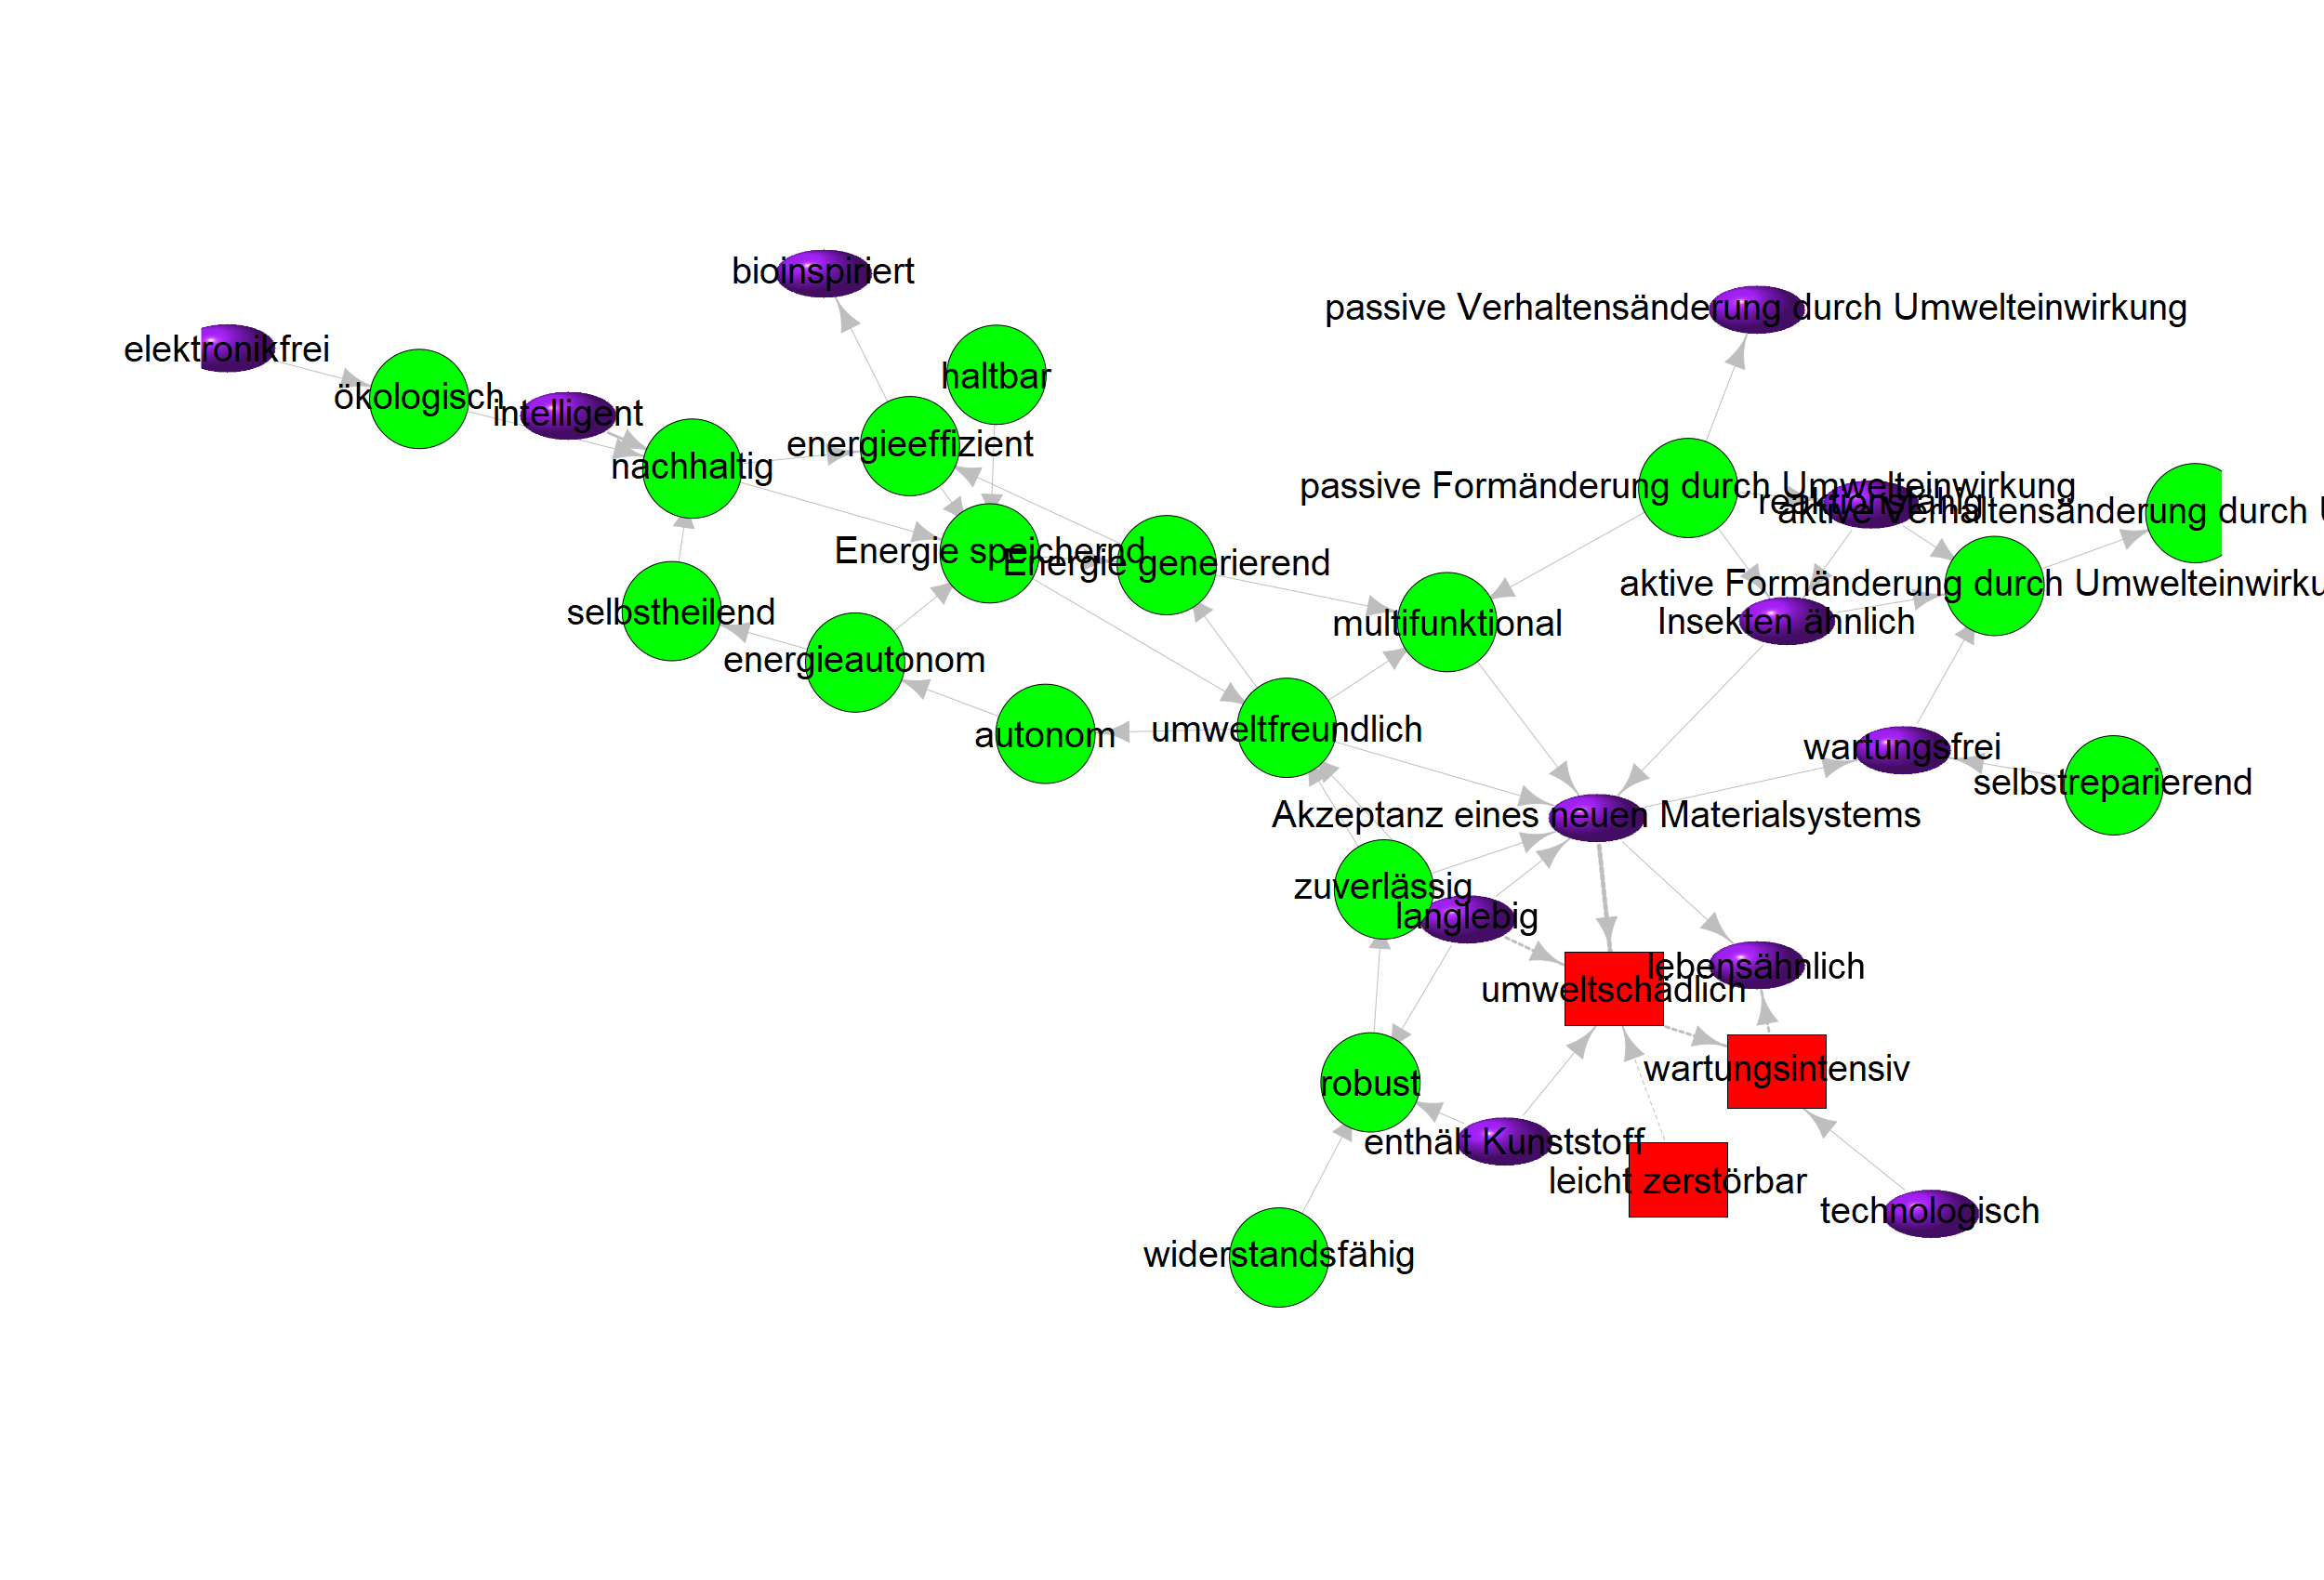 bioinspiriert
passive Verhaltensänderung durch Umwelteinwirkung
elektronikfrei
haltbar
ökologisch
intelligent
energieeffizient
nachhaltig
passive Formänderung durch Umwelteinwirkung
reaktionsfähig
aktive Verhaltensänderung durch U
Energie speichernd
Energie generierend
aktive Formänderung durch Umwelteinwirku
selbstheilend
multifunktional
Insekten ähnlich
energieautonom
autonom
umweltfreundlich
wartungsfrei
selbstreparierend
Akzeptanz eines neuen Materialsystems
zuverlässig
langlebig
lebensähnlich
umweltschädlich
wartungsintensiv
robust
enthält Kunststoff
leicht zerstörbar
technologisch
widerstandsfähig